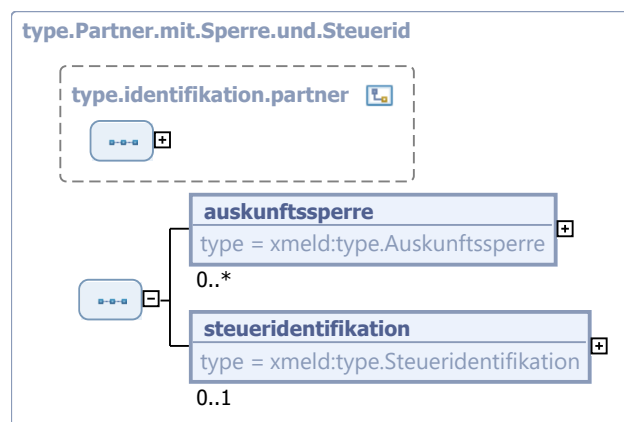 type.Partner.mit.Sperre.und.Steuerid
type.identifikation.partner
auskunftssperre
type = xmeld:type.Auskunftssperre
0..*
steueridentifikation
type = xmeld:type.Steueridentifikation
0..1